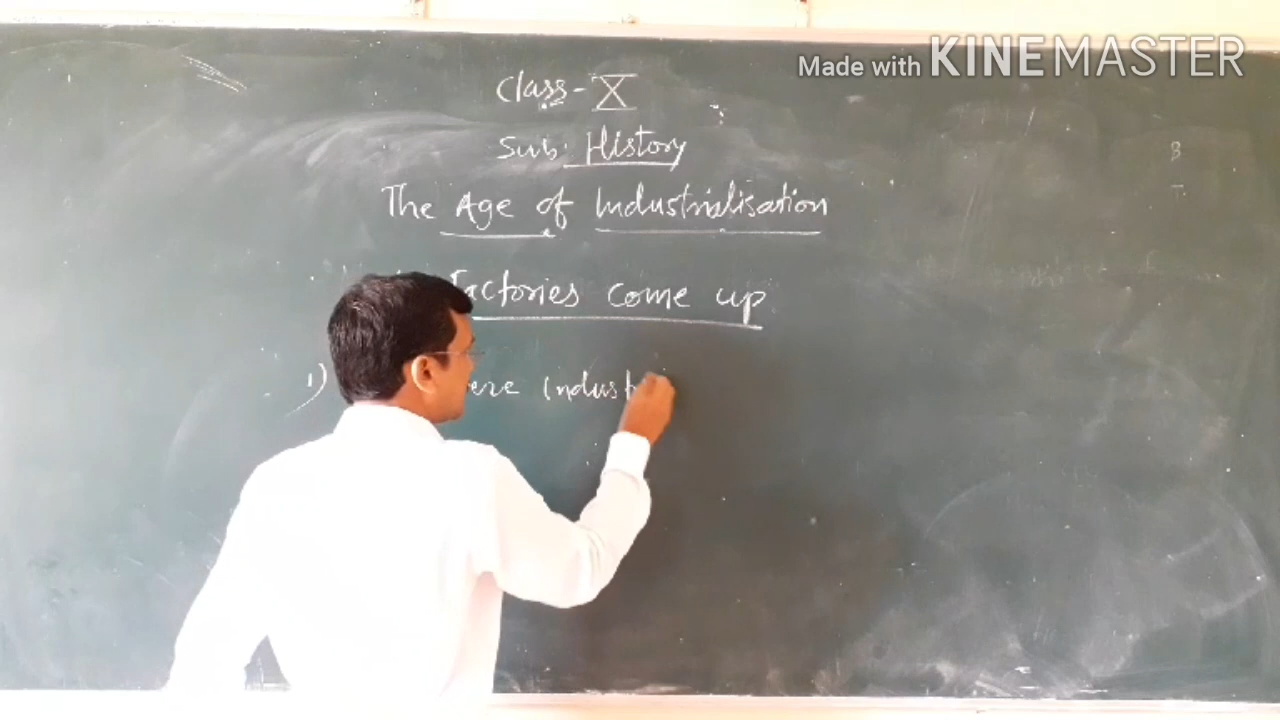 Made with KINEMASTER
Class - X
Sub: History
The Age of Industrialisation
Factories Come up
1)